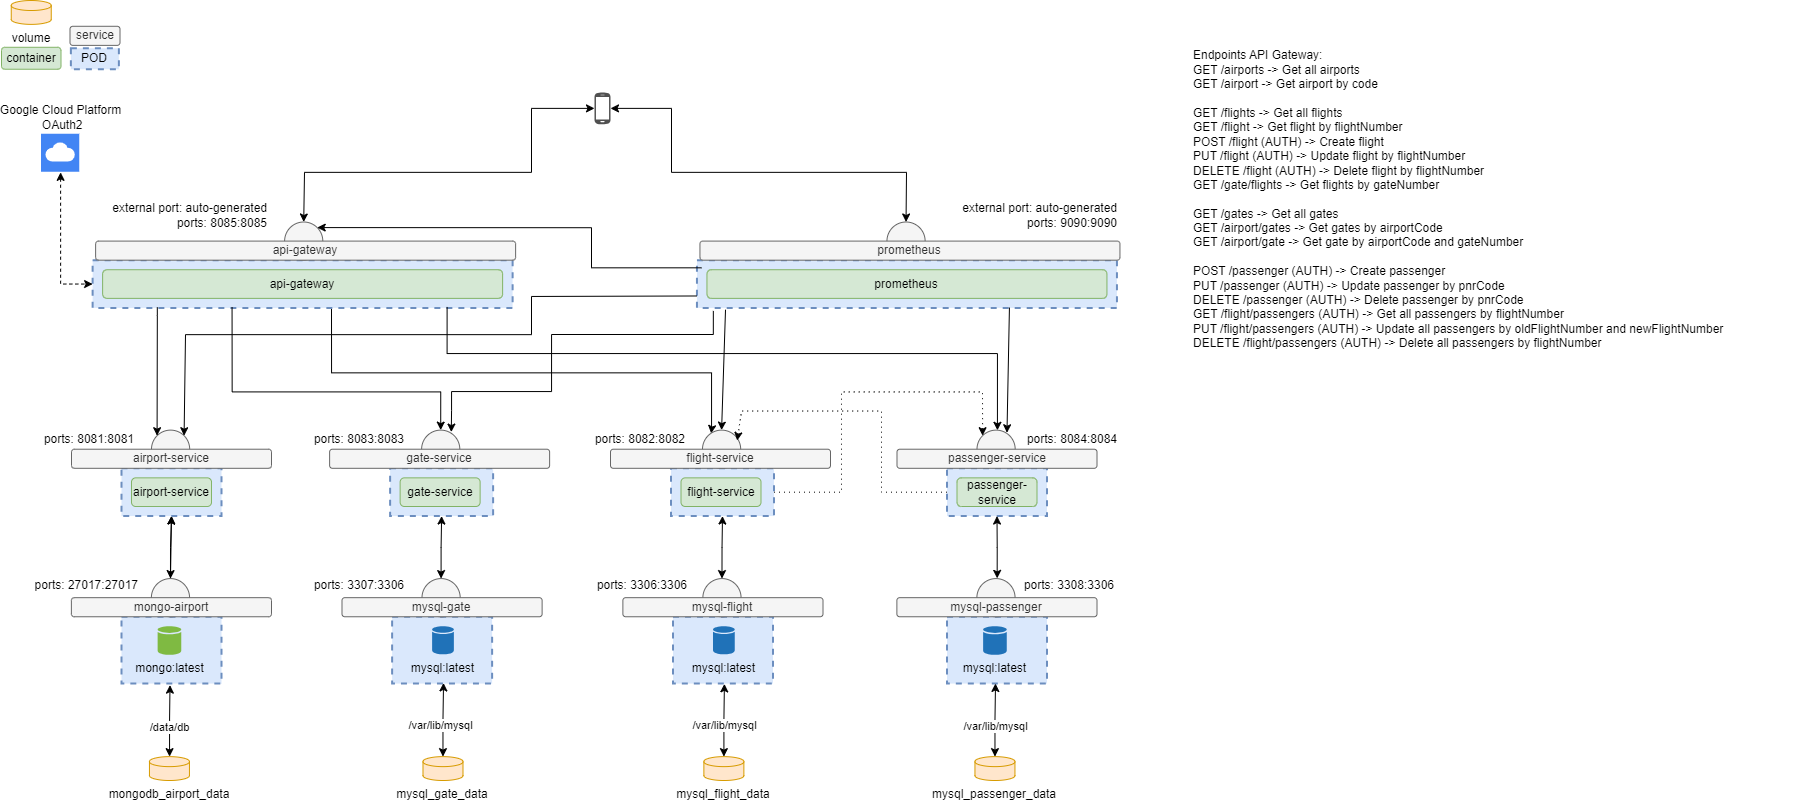 volume
service
container
POD
Google Cloud Platform
OAuth2
Endpoints API Gateway:
GET /airports -> Get all airports
GET /airport -> Get airport by code
GET /flights -> Get all flights
GET /flight -> Get flight by flightNumber
POST /flight (AUTH) -> Create flight
PUT /flight (AUTH) -> Update flight by flightNumber
DELETE /flight (AUTH) -> Delete flight by flightNumber
GET /gate/flights -> Get flights by gateNumber
GET /gates -> Get all gates
GET /airport/gates -> Get gates by airportCode
GET /airport/gate -> Get gate by airportCode and gateNumber
POST /passenger (AUTH) -> Create passenger
PUT /passenger (AUTH) -> Update passenger by pnrCode
DELETE /passenger (AUTH) -> Delete passenger by pnrCode
GET /flight/passengers (AUTH) -> Get all passengers by flightNumber
PUT /flight/passengers (AUTH) -> Update all passengers by oldFlightNumber and newFlightNumber
DELETE /flight/passengers (AUTH) -> Delete all passengers by flightNumber
external port: auto-generated
ports: 8085:8085
external port: auto-generated
ports: 9090:9090
api-gateway
prometheus
api-gateway
prometheus
ports: 8081:8081
ports: 8083:8083
ports: 8082:8082
ports: 8084:8084
airport-service
gate-service
flight-service
passenger-service
airport-service
gate-service
flight-service
passenger-
service
ports: 27017:27017
ports: 3307:3306
ports: 3306:3306
ports: 3308:3306
mongo-airport
mysql-gate
mysql-flight
mysql-passenger
mongo:latest
mysql:latest
mysql:latest
mysql:latest
/data/db
/var/lib/mysql
/var/lib/mysql
/var/lib/mysql
mongodb_airport_data
mysql_gate_data
mysql_flight_data
mysql_passenger_data